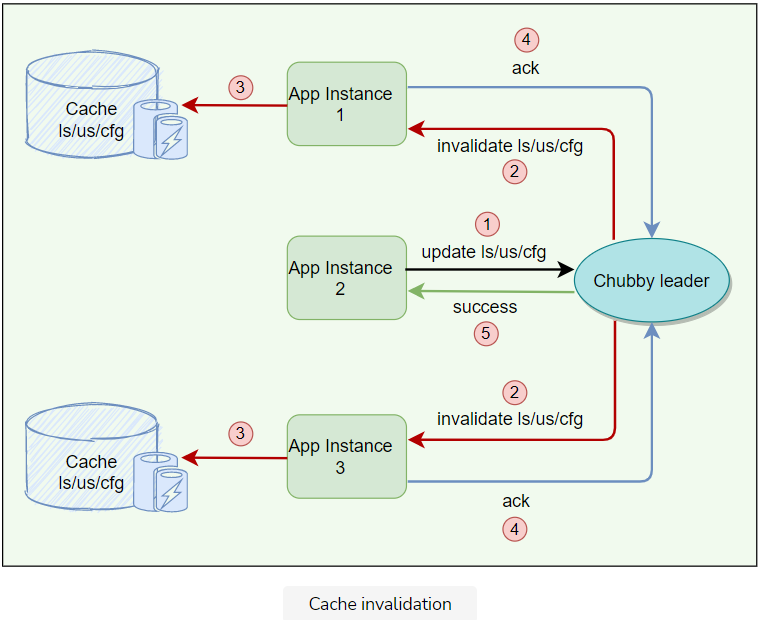 4
ack
Cache
ls/us/cfg
3
App Instance
1
invalidate ls/us/cfg
2
1
update ls/us/cfg
App Instance
2
Chubby leader
success
5
2
invalidate ls/us/cfg
Cache
ls/us/cfg
3
App Instance
3
ack
4
Cache invalidation